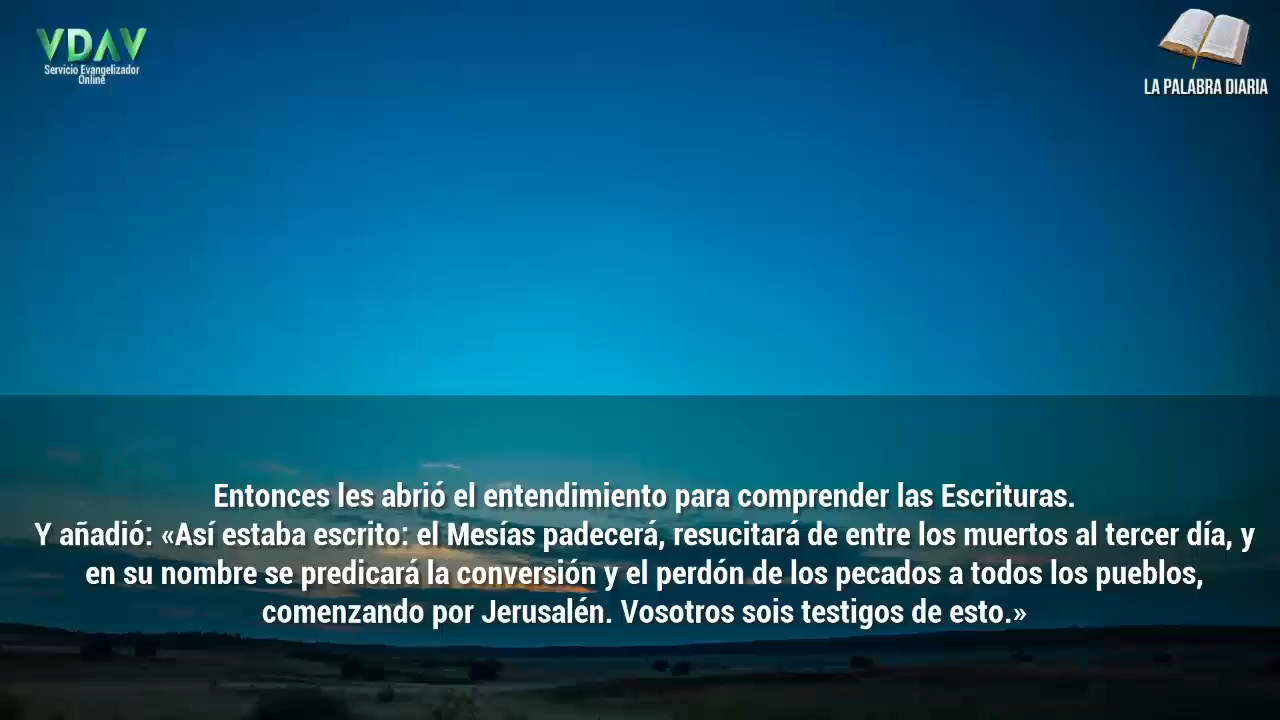 VDAV
Servicio Evangelizador
Online
LA PALABRA DIARIA
Entonces les abrió el entendimiento para comprender las Escrituras.
Y añadió: «Así estaba escrito: el Mesías padecerá, resucitará de entre los muertos al tercer día, y
en su nombre se predicará la conversión y el perdón de los pecados a todos los pueblos,
comenzando por Jerusalén. Vosotros sois testigos de esto.»